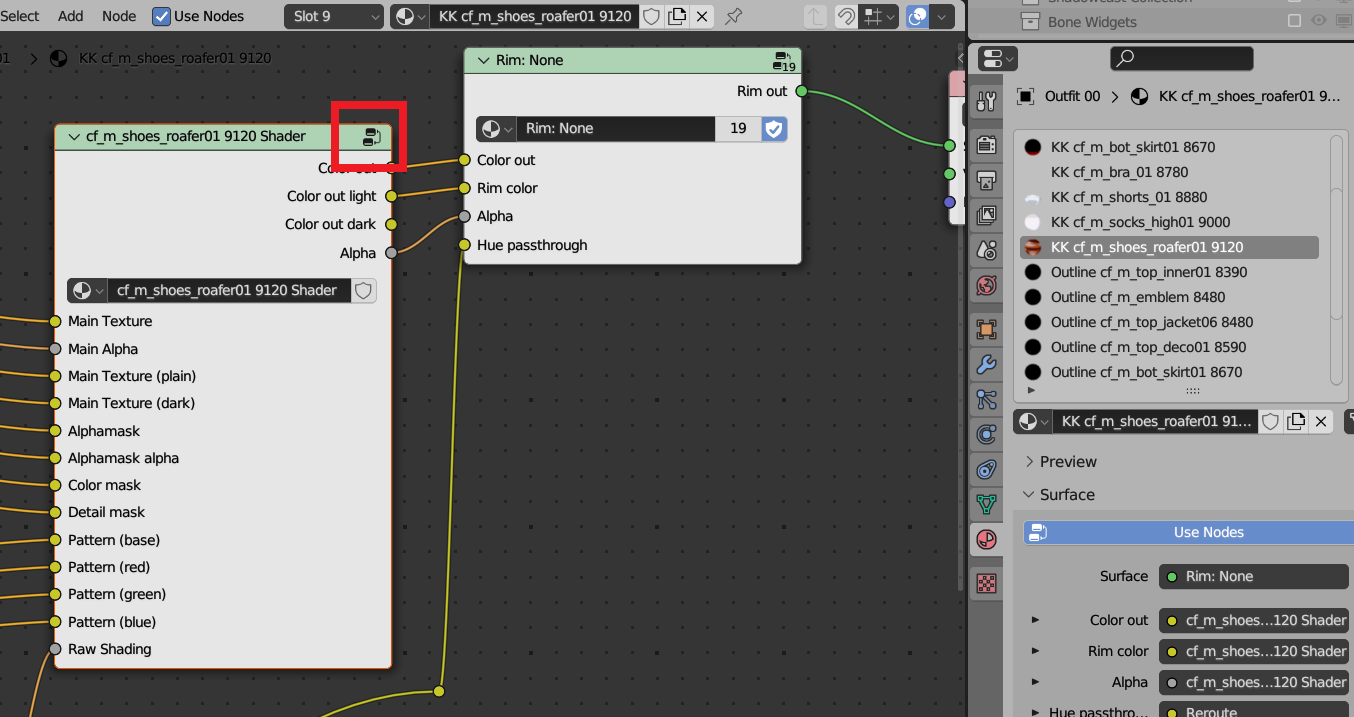 Select Add Node Use Nodes Slot 9 KK cf_m_shoes_roafer01 9120
01 > KK cf_m_shoes_roafer01 9120
cf_m_shoes_roafer01 9120 Shader
Color out
Color out light
Color out dark
Alpha
cf_m_shoes_roafer01 9120 Shader
Main Texture
Main Alpha
Main Texture (plain)
Main Texture (dark)
Alphamask
Alphamask alpha
Color mask
Detail mask
Pattern (base)
Pattern (red)
Pattern (green)
Pattern (blue)
Raw Shading
Rim: None 19
Rim out
Rim: None 19
Color out
Rim color
Alpha
Hue passthrough
Bone Widgets
Outfit 00 > KK cf_m_shoes_roafer01 9...
KK cf_m_bot_skirt01 8670
KK cf_m_bra_01 8780
KK cf_m_shorts_01 8880
KK cf_m_socks_high01 9000
KK cf_m_shoes_roafer01 9120
Outline cf_m_top_inner01 8390
Outline cf_m_emblem 8480
Outline cf_m_top_jacket06 8480
Outline cf_m_top_deco01 8590
Outline cf_m_bot_skirt01 8670
KK cf_m_shoes_roafer01 91...
Preview
Surface
Use Nodes
Surface Rim: None
Color out cf_m_shoes...120 Shader
Rim color cf_m_shoes...120 Shader
Alpha cf_m_shoes...120 Shader
Hue passthro... Reroute